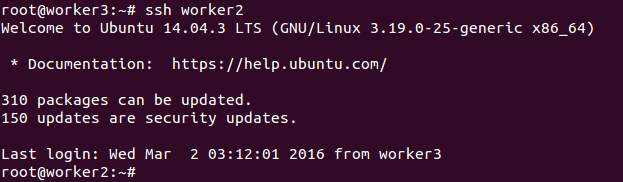 root@worker3:~# ssh worker2
Welcome to Ubuntu 14.04.3 LTS (GNU/Linux 3.19.0-25-generic x86_64)
* Documentation:  https://help.ubuntu.com/
310 packages can be updated.
150 updates are security updates.
Last login: Wed Mar  2 03:12:01 2016 from worker3
root@worker2:~#